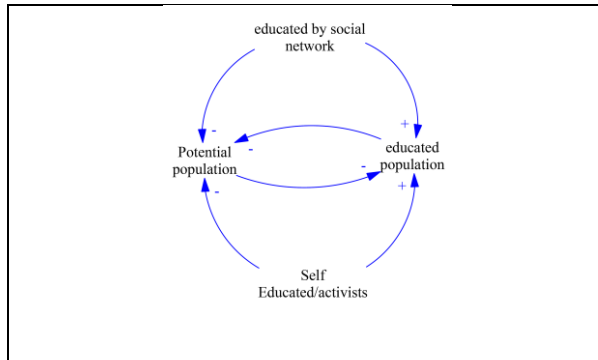 educated by social
network
-
+
Potential
population
-
-
educated
population
-
+
Self
Educated/activists